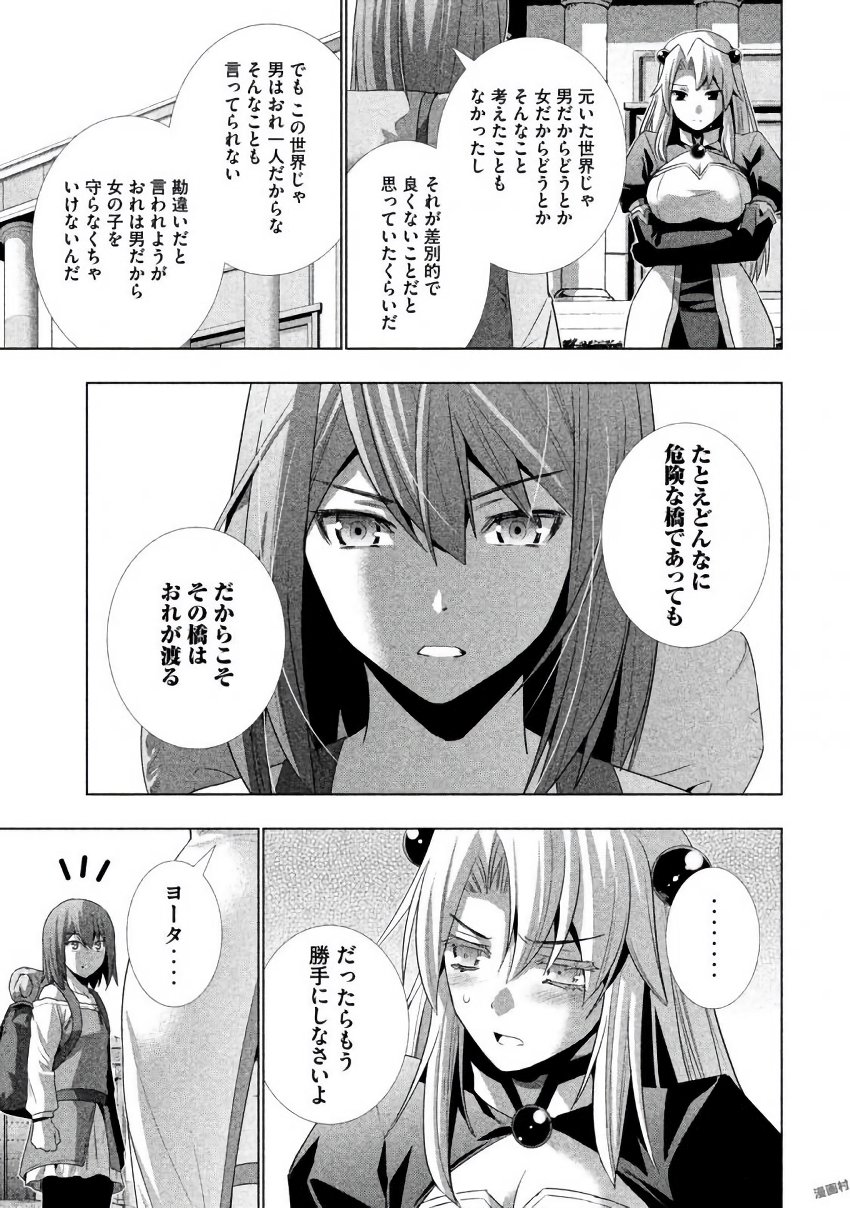 元いた世界じゃ
男だからどうとか
女だからどうとか
そんなこと
考えたことも
なかったし
それが差別的で
良くないことだと
思っていたくらいだ
でも この世界じゃ
男はおれ一人だからな
そんなことも
言ってられない
勘違いだと
言われようが
おれは男だから
女の子を
守らなくちゃ
いけないんだ
たとえどんなに
危険な橋であっても
だからこそ
その橋は
おれが渡る
・・・・・・・
だったらもう
勝手にしなさいよ
ヨータ・・・・
漫画村